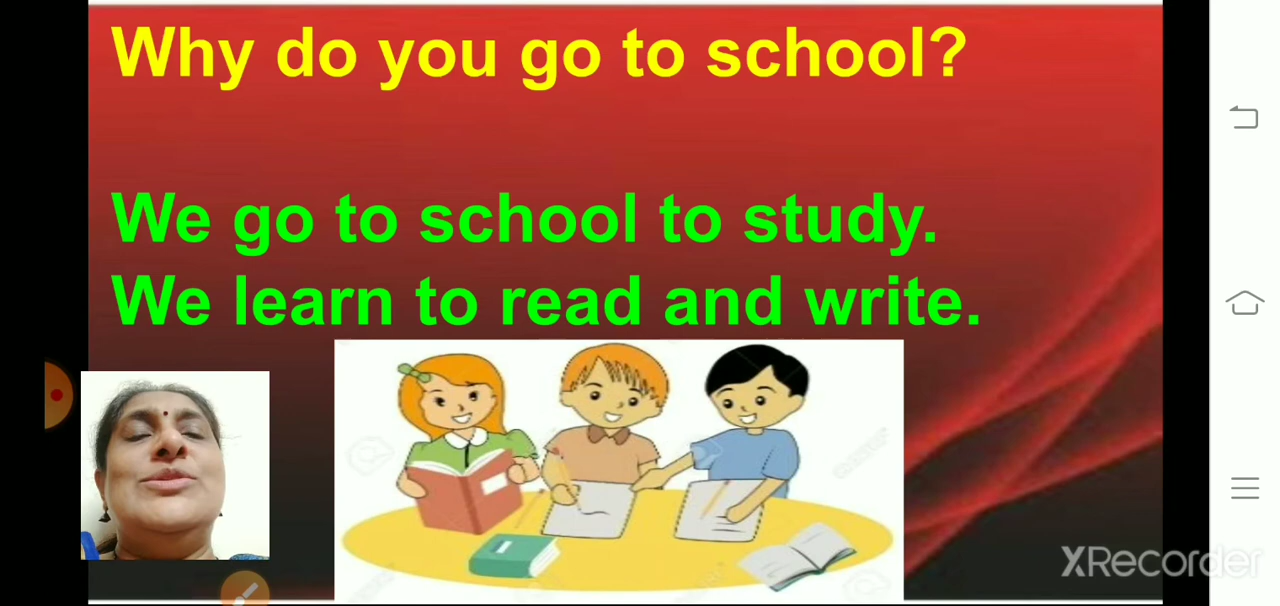 Why do you go to school?
We go to school to study.
We learn to read and write.
XRecorder